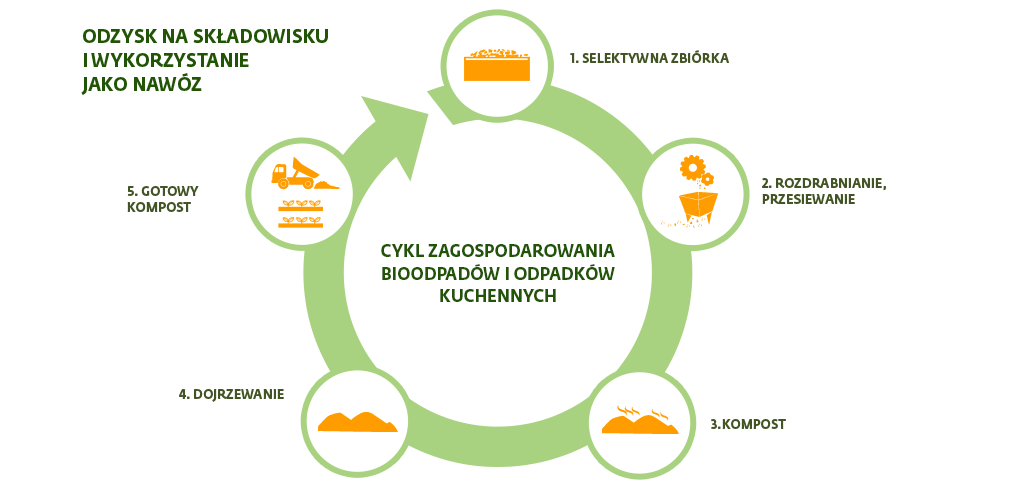 ODZYSK NA SKŁADOWISKU
I WYKORZYSTANIE
JAKO NAWÓZ
1. SELEKTYWNA ZBIÓRKA
2. ROZDRABNIANIE,
PRZESIEWANIE
3.KOMPOST
4. DOJRZEWANIE
5. GOTOWY
KOMPOST
CYKL ZAGOSPODAROWANIA
BIOODPADÓW I ODPADKÓW
KUCHENNYCH